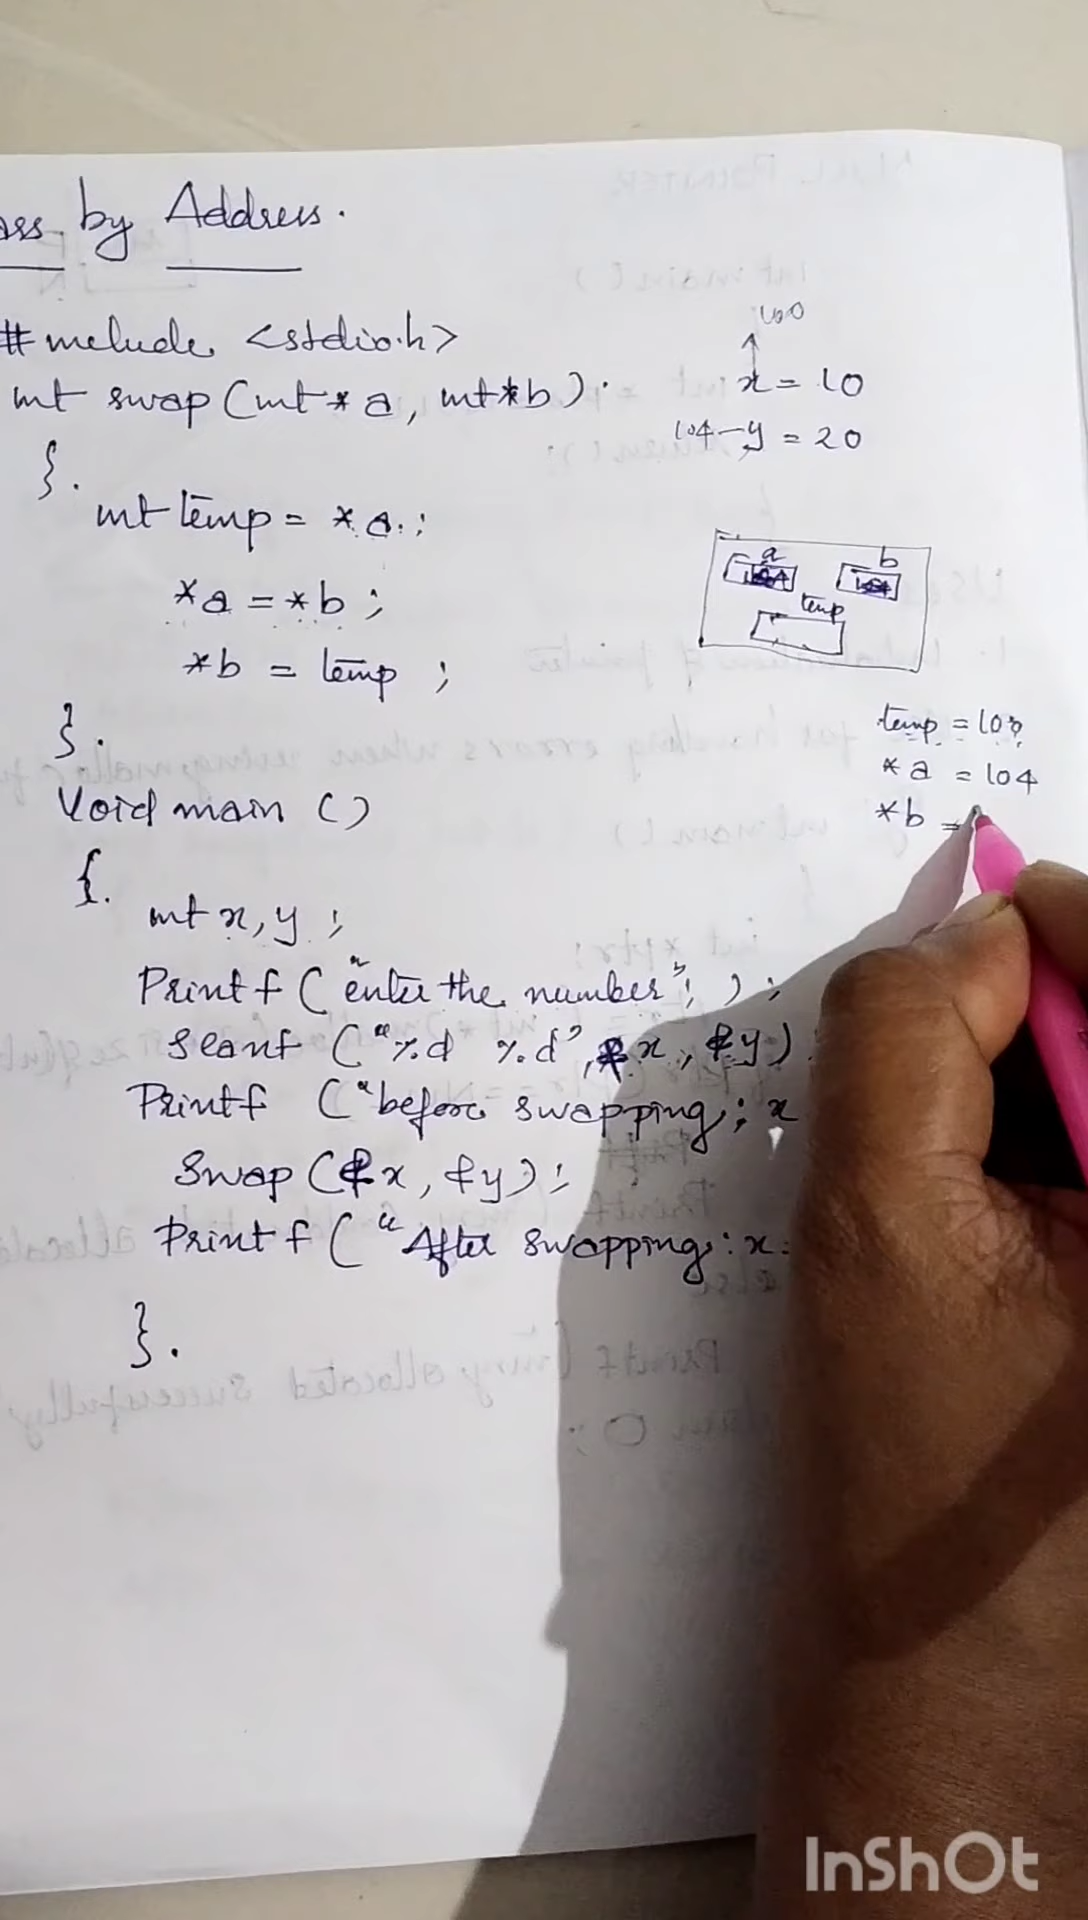 ass by Address.
#include <stdio.h>
int swap (int * a, int * b).
}.
int temp = *a.;
*a = *b ;
*b = temp ;
}.
Void main ()
{.
int x, y ;
Printf ("enter the number", ) ;
Scanf ("%d %d", &x, &y) ;
Printf ("before swapping; x
Swap (&x, &y) ;
Printf ("After swapping: x=
}.
100
x = 10
104 - y = 20
a b
temp
temp = 100
*a = 104
*b =
InShOt